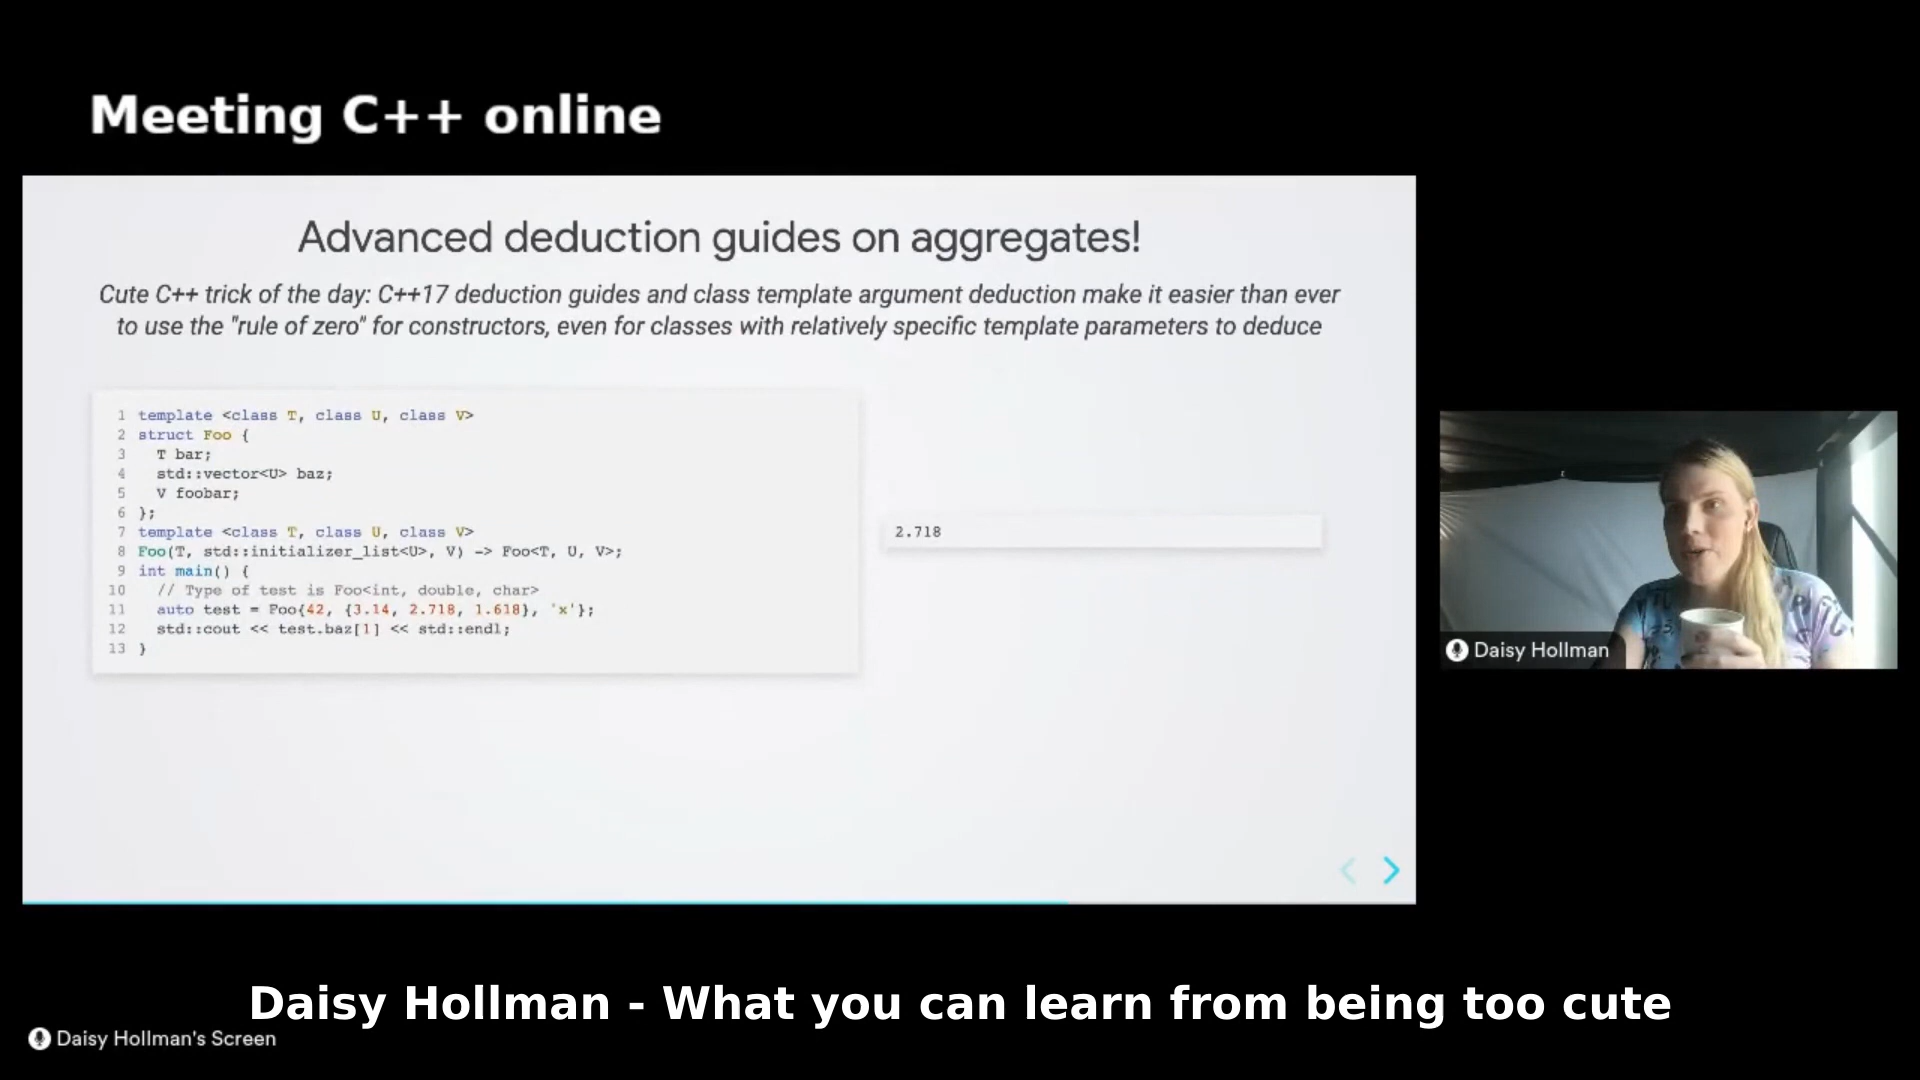 Meeting C++ online
Advanced deduction guides on aggregates!
Cute C++ trick of the day: C++17 deduction guides and class template argument deduction make it easier than ever
to use the "rule of zero" for constructors, even for classes with relatively specific template parameters to deduce
1 template <class T, class U, class V>
2 struct Foo {
3   T bar;
4   std::vector<U> baz;
5   V foobar;
6 };
7 template <class T, class U, class V>
8 Foo(T, std::initializer_list<U>, V) -> Foo<T, U, V>;
9 int main() {
10   // Type of test is Foo<int, double, char>
11   auto test = Foo{42, {3.14, 2.718, 1.618}, 'x'};
12   std::cout << test.baz[1] << std::endl;
13 }
2.718
Daisy Hollman
Daisy Hollman - What you can learn from being too cute
Daisy Hollman's Screen